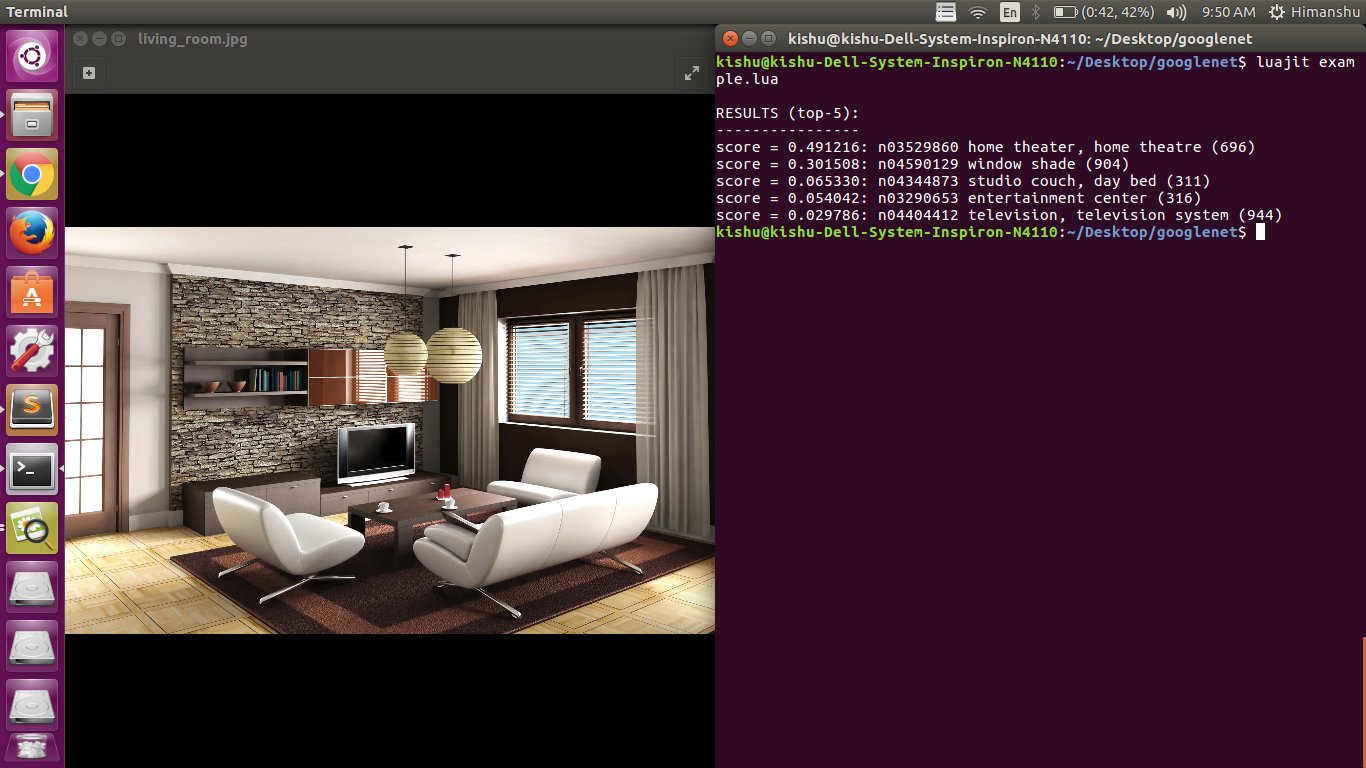 Terminal
En
(0:42, 42%)
9:50 AM
Himanshu
living_room.jpg
kishu@kishu-Dell-System-Inspiron-N4110: ~/Desktop/googlenet
kishu@kishu-Dell-System-Inspiron-N4110:~/Desktop/googlenet$ luajit exam
ple.lua
RESULTS (top-5):
----------------
score = 0.491216: n03529860 home theater, home theatre (696)
score = 0.301508: n04590129 window shade (904)
score = 0.065330: n04344873 studio couch, day bed (311)
score = 0.054042: n03290653 entertainment center (316)
score = 0.029786: n04404412 television, television system (944)
kishu@kishu-Dell-System-Inspiron-N4110:~/Desktop/googlenet$